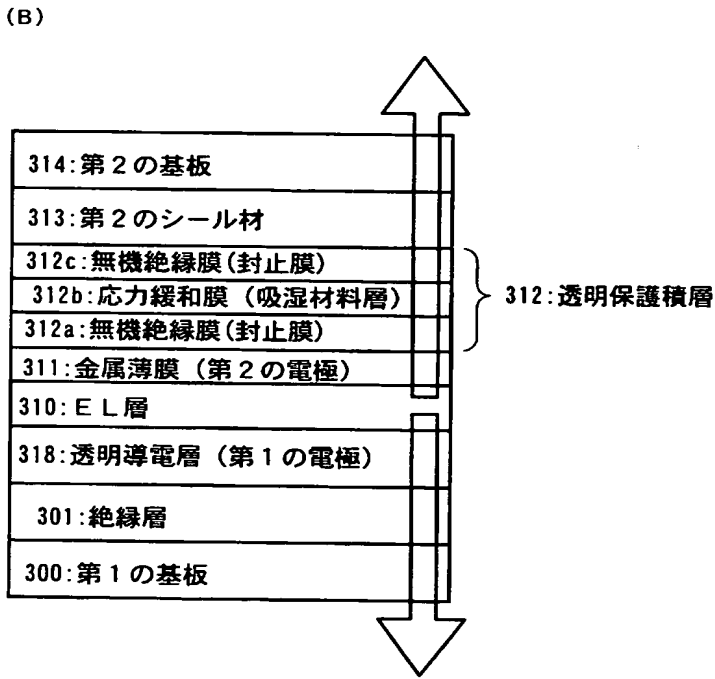 (B)
314:第2の基板
313:第2のシール材
312c:無機絶縁膜(封止膜)
312b:応力緩和膜(吸湿材料層)
312:透明保護積層
312a:無機絶縁膜(封止膜)
311:金属薄膜(第2の電極)
310:EL層
318:透明導電層(第1の電極)
301:絶縁層
300:第1の基板